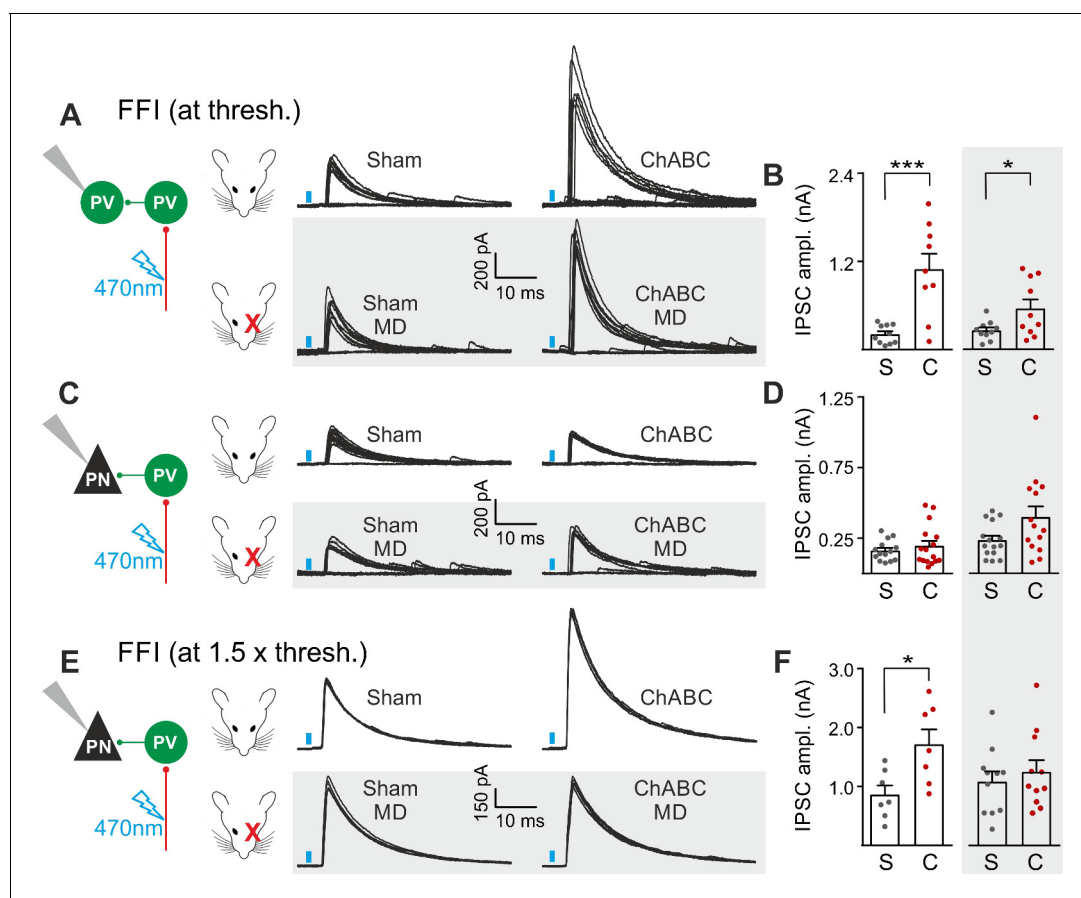 A
FFI (at thresh.)
PV
PV
470nm
Sham
ChABC
Sham
MD
200 pA
10 ms
ChABC
MD
X
B
IPSC ampl. (nA)
2.4
1.2
***
*
S
C
S
C
C
PN
PV
470nm
Sham
ChABC
Sham
MD
200 pA
10 ms
ChABC
MD
X
D
IPSC ampl. (nA)
1.25
0.75
0.25
S
C
S
C
E
FFI (at 1.5 x thresh.)
PN
PV
470nm
Sham
ChABC
Sham
MD
150 pA
10 ms
ChABC
MD
X
F
IPSC ampl. (nA)
3.0
2.0
1.0
*
S
C
S
C